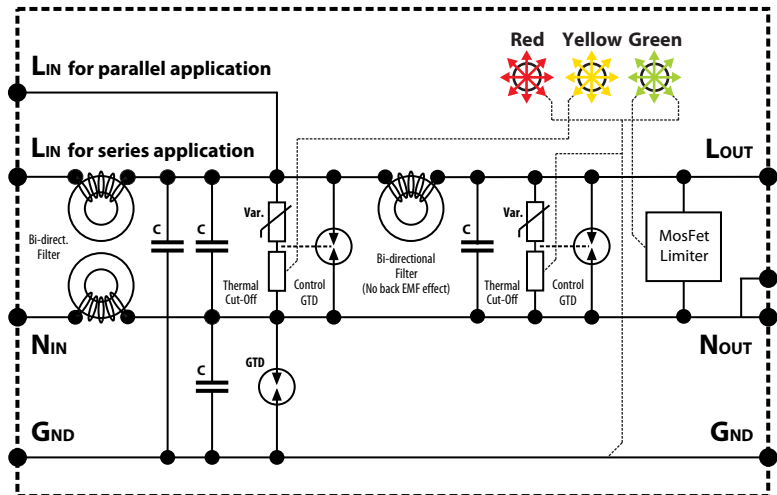 Red Yellow Green
LIN for parallel application
LIN for series application
LOUT
Bi-direct.
Filter
C
C
Var.
Thermal
Cut-Off
Control
GTD
Bi-directional
Filter
(No back EMF effect)
C
Var.
Thermal
Cut-Off
Control
GTD
MosFet
Limiter
NIN
NOUT
C
GTD
GND
GND